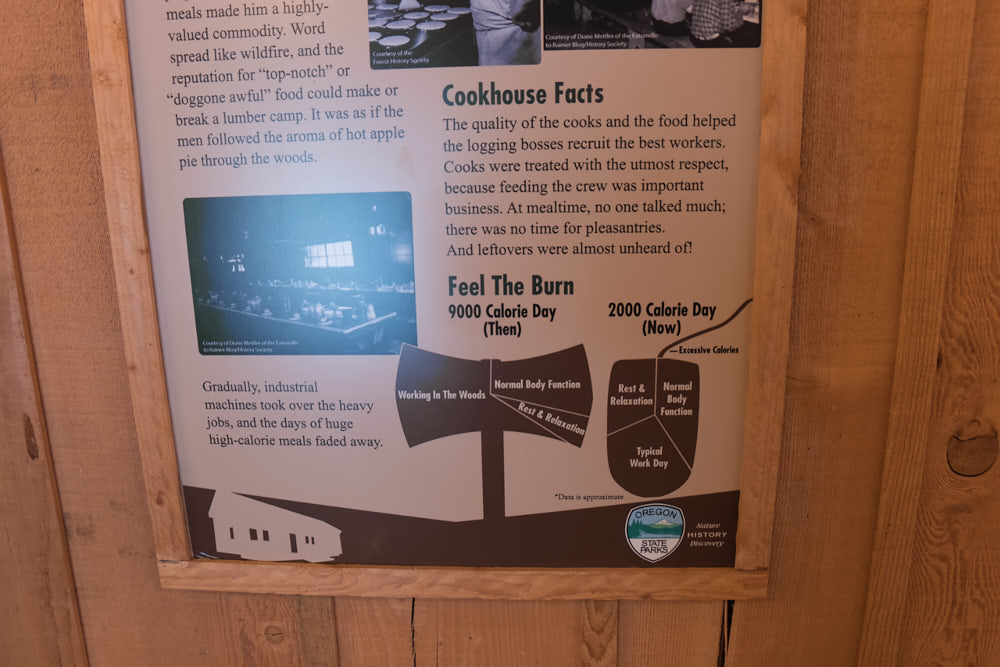 meals made him a highly-
valued commodity. Word
spread like wildfire, and the
reputation for “top-notch” or
“doggone awful” food could make or
break a lumber camp. It was as if the
men followed the aroma of hot apple
pie through the woods.
Courtesy of the
Forest History Society
Courtesy of Diane Mettler of the Eatonville
to Rainier Blog/History Society
Cookhouse Facts
The quality of the cooks and the food helped
the logging bosses recruit the best workers.
Cooks were treated with the utmost respect,
because feeding the crew was important
business. At mealtime, no one talked much;
there was no time for pleasantries.
And leftovers were almost unheard of!
Courtesy of Diane Mettler of the Eatonville
to Rainier Blog/History Society
Gradually, industrial
machines took over the heavy
jobs, and the days of huge
high-calorie meals faded away.
Feel The Burn
9000 Calorie Day
(Then)
Working In The Woods
Normal Body Function
Rest & Relaxation
2000 Calorie Day
(Now)
Excessive Calories
Rest &
Relaxation
Normal
Body
Function
Typical
Work Day
*Data is approximate
OREGON
STATE
PARKS
Nature
HISTORY
Discovery